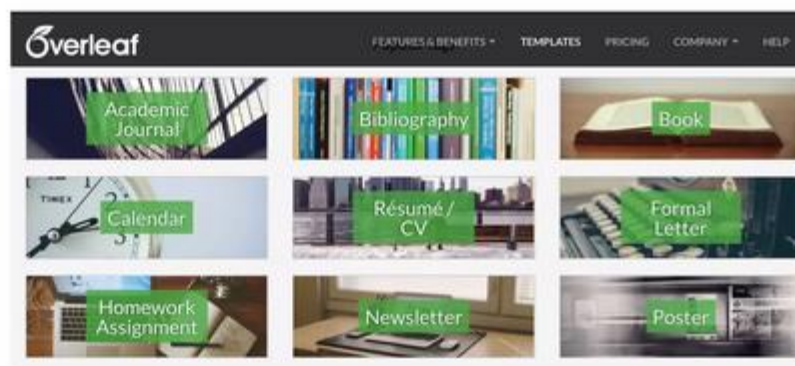 Overleaf
FEATURES & BENEFITS TEMPLATES PRICING COMPANY HELP
Academic
Journal
Bibliography
Book
TIMEX
Calendar
Résumé /
CV
Formal
Letter
Homework
Assignment
Newsletter
Poster